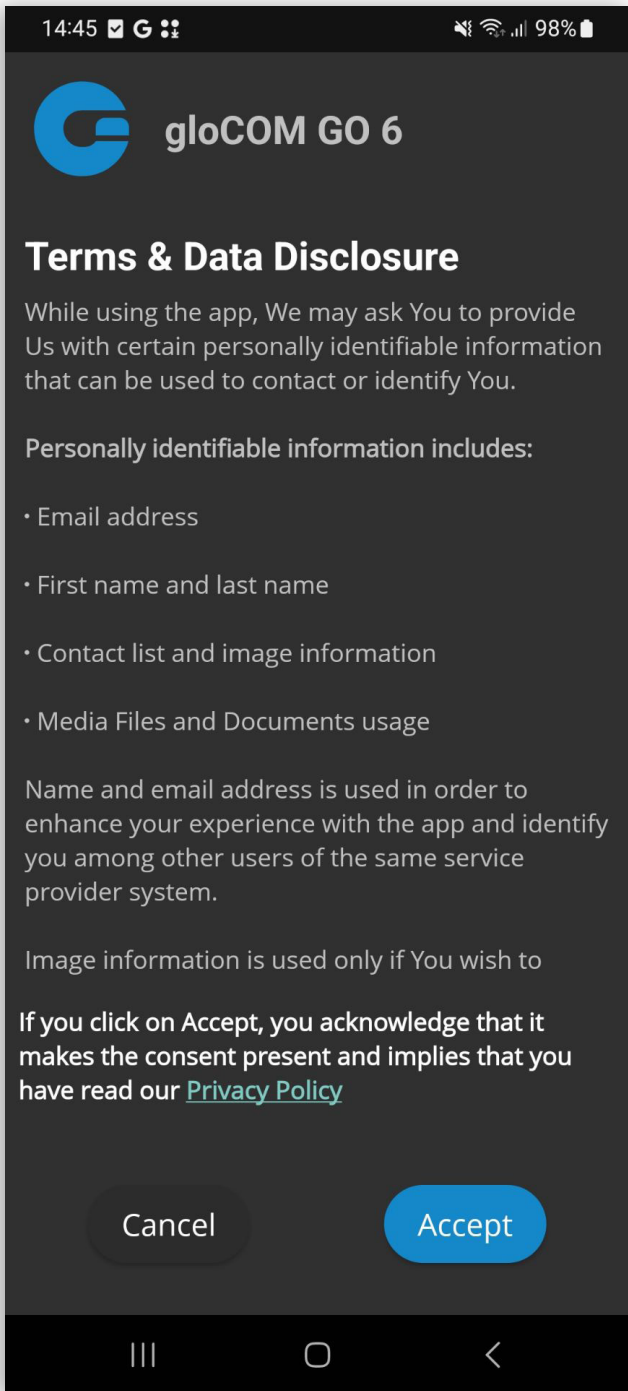 14:45 G 98%
gloCOM GO 6
Terms & Data Disclosure
While using the app, We may ask You to provide
Us with certain personally identifiable information
that can be used to contact or identify You.
Personally identifiable information includes:
· Email address
· First name and last name
· Contact list and image information
· Media Files and Documents usage
Name and email address is used in order to
enhance your experience with the app and identify
you among other users of the same service
provider system.
Image information is used only if You wish to
If you click on Accept, you acknowledge that it
makes the consent present and implies that you
have read our Privacy Policy
Cancel Accept